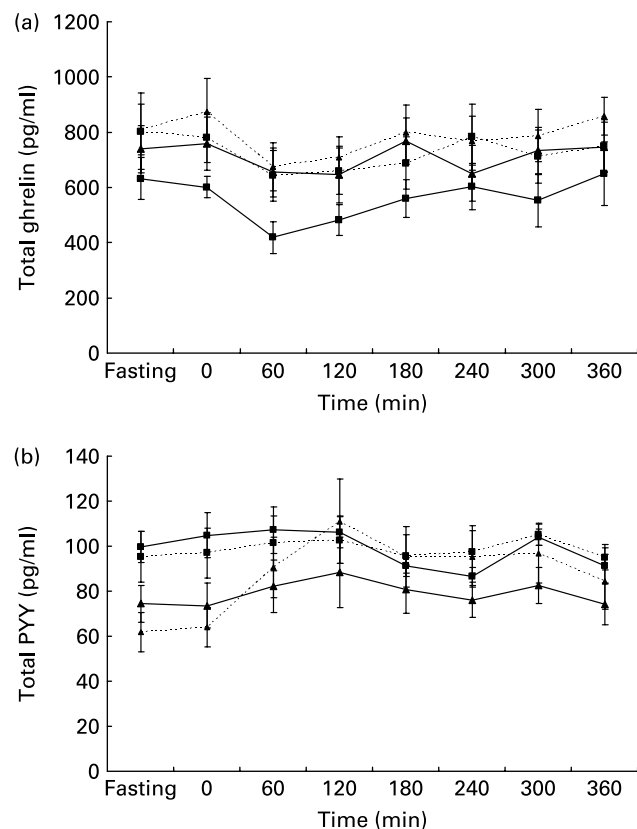 (a)
Total ghrelin (pg/ml)
1200
1000
800
600
400
200
0
Fasting 0 60 120 180 240 300 360
Time (min)
(b)
Total PYY (pg/ml)
140
120
100
80
60
40
20
0
Fasting 0 60 120 180 240 300 360
Time (min)